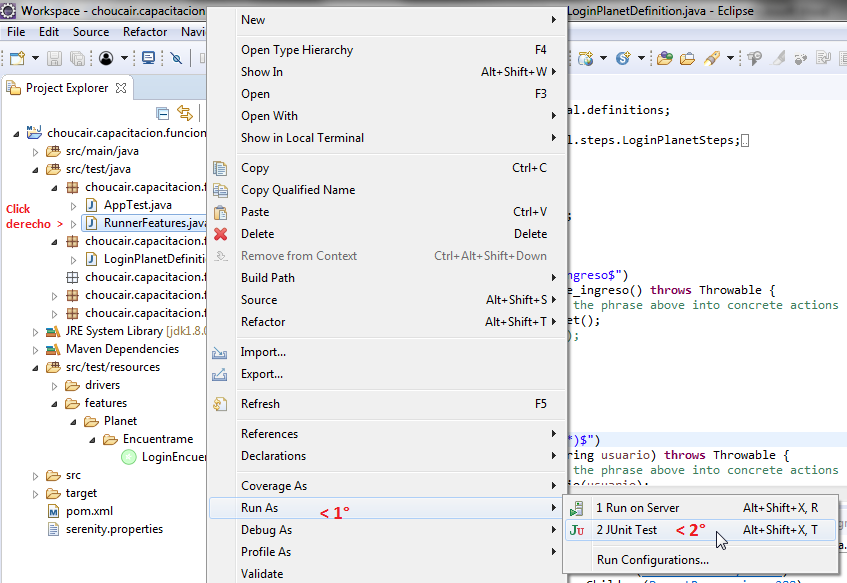 Workspace - choucair.capacitacion
LoginPlanetDefinition.java - Eclipse
File Edit Source Refactor Navi
Project Explorer
choucair.capacitacion.funcion
src/main/java
src/test/java
choucair.capacitacion.f
AppTest.java
Click
derecho >
RunnerFeatures.java
choucair.capacitacion.f
LoginPlanetDefiniti
choucair.capacitacion.f
choucair.capacitacion.f
choucair.capacitacion.f
JRE System Library [jdk1.8.0
Maven Dependencies
src/test/resources
drivers
features
Planet
Encuentrame
LoginEncuen
src
target
pom.xml
serenity.properties
New
Open Type Hierarchy F4
Show In Alt+Shift+W
Open F3
Open With
Show in Local Terminal
Copy Ctrl+C
Copy Qualified Name
Paste Ctrl+V
Delete Delete
Remove from Context Ctrl+Alt+Shift+Down
Build Path
Source Alt+Shift+S
Refactor Alt+Shift+T
Import...
Export...
Refresh F5
References
Declarations
Coverage As
Run As < 1°
Debug As
Profile As
Validate
1 Run on Server Alt+Shift+X, R
2 JUnit Test < 2° Alt+Shift+X, T
Run Configurations...
al.definitions;
l.steps.LoginPlanetSteps;
;
ngreso$")
e_ingreso() throws Throwable {
the phrase above into concrete actions
et();
);
*)$")
ring usuario) throws Throwable {
the phrase above into concrete actions